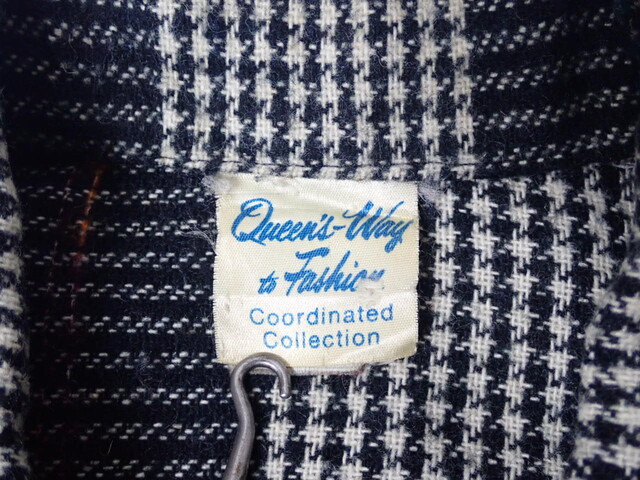 Queen's-Way
to Fashion
Coordinated
Collection